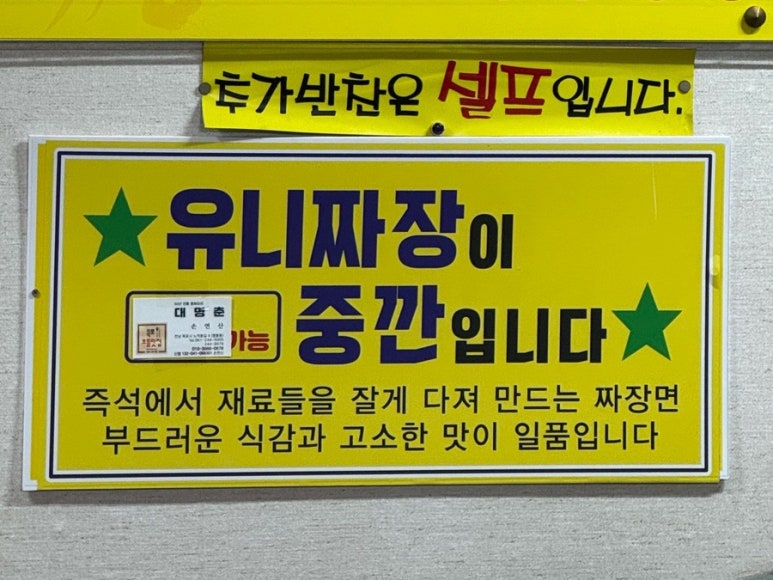 추가반찬은 셀프입니다.
유니짜장이
대명춘
손연산
가능
중깐입니다
즉석에서 재료들을 잘게 다져 만드는 짜장면
부드러운 식감과 고소한 맛이 일품입니다